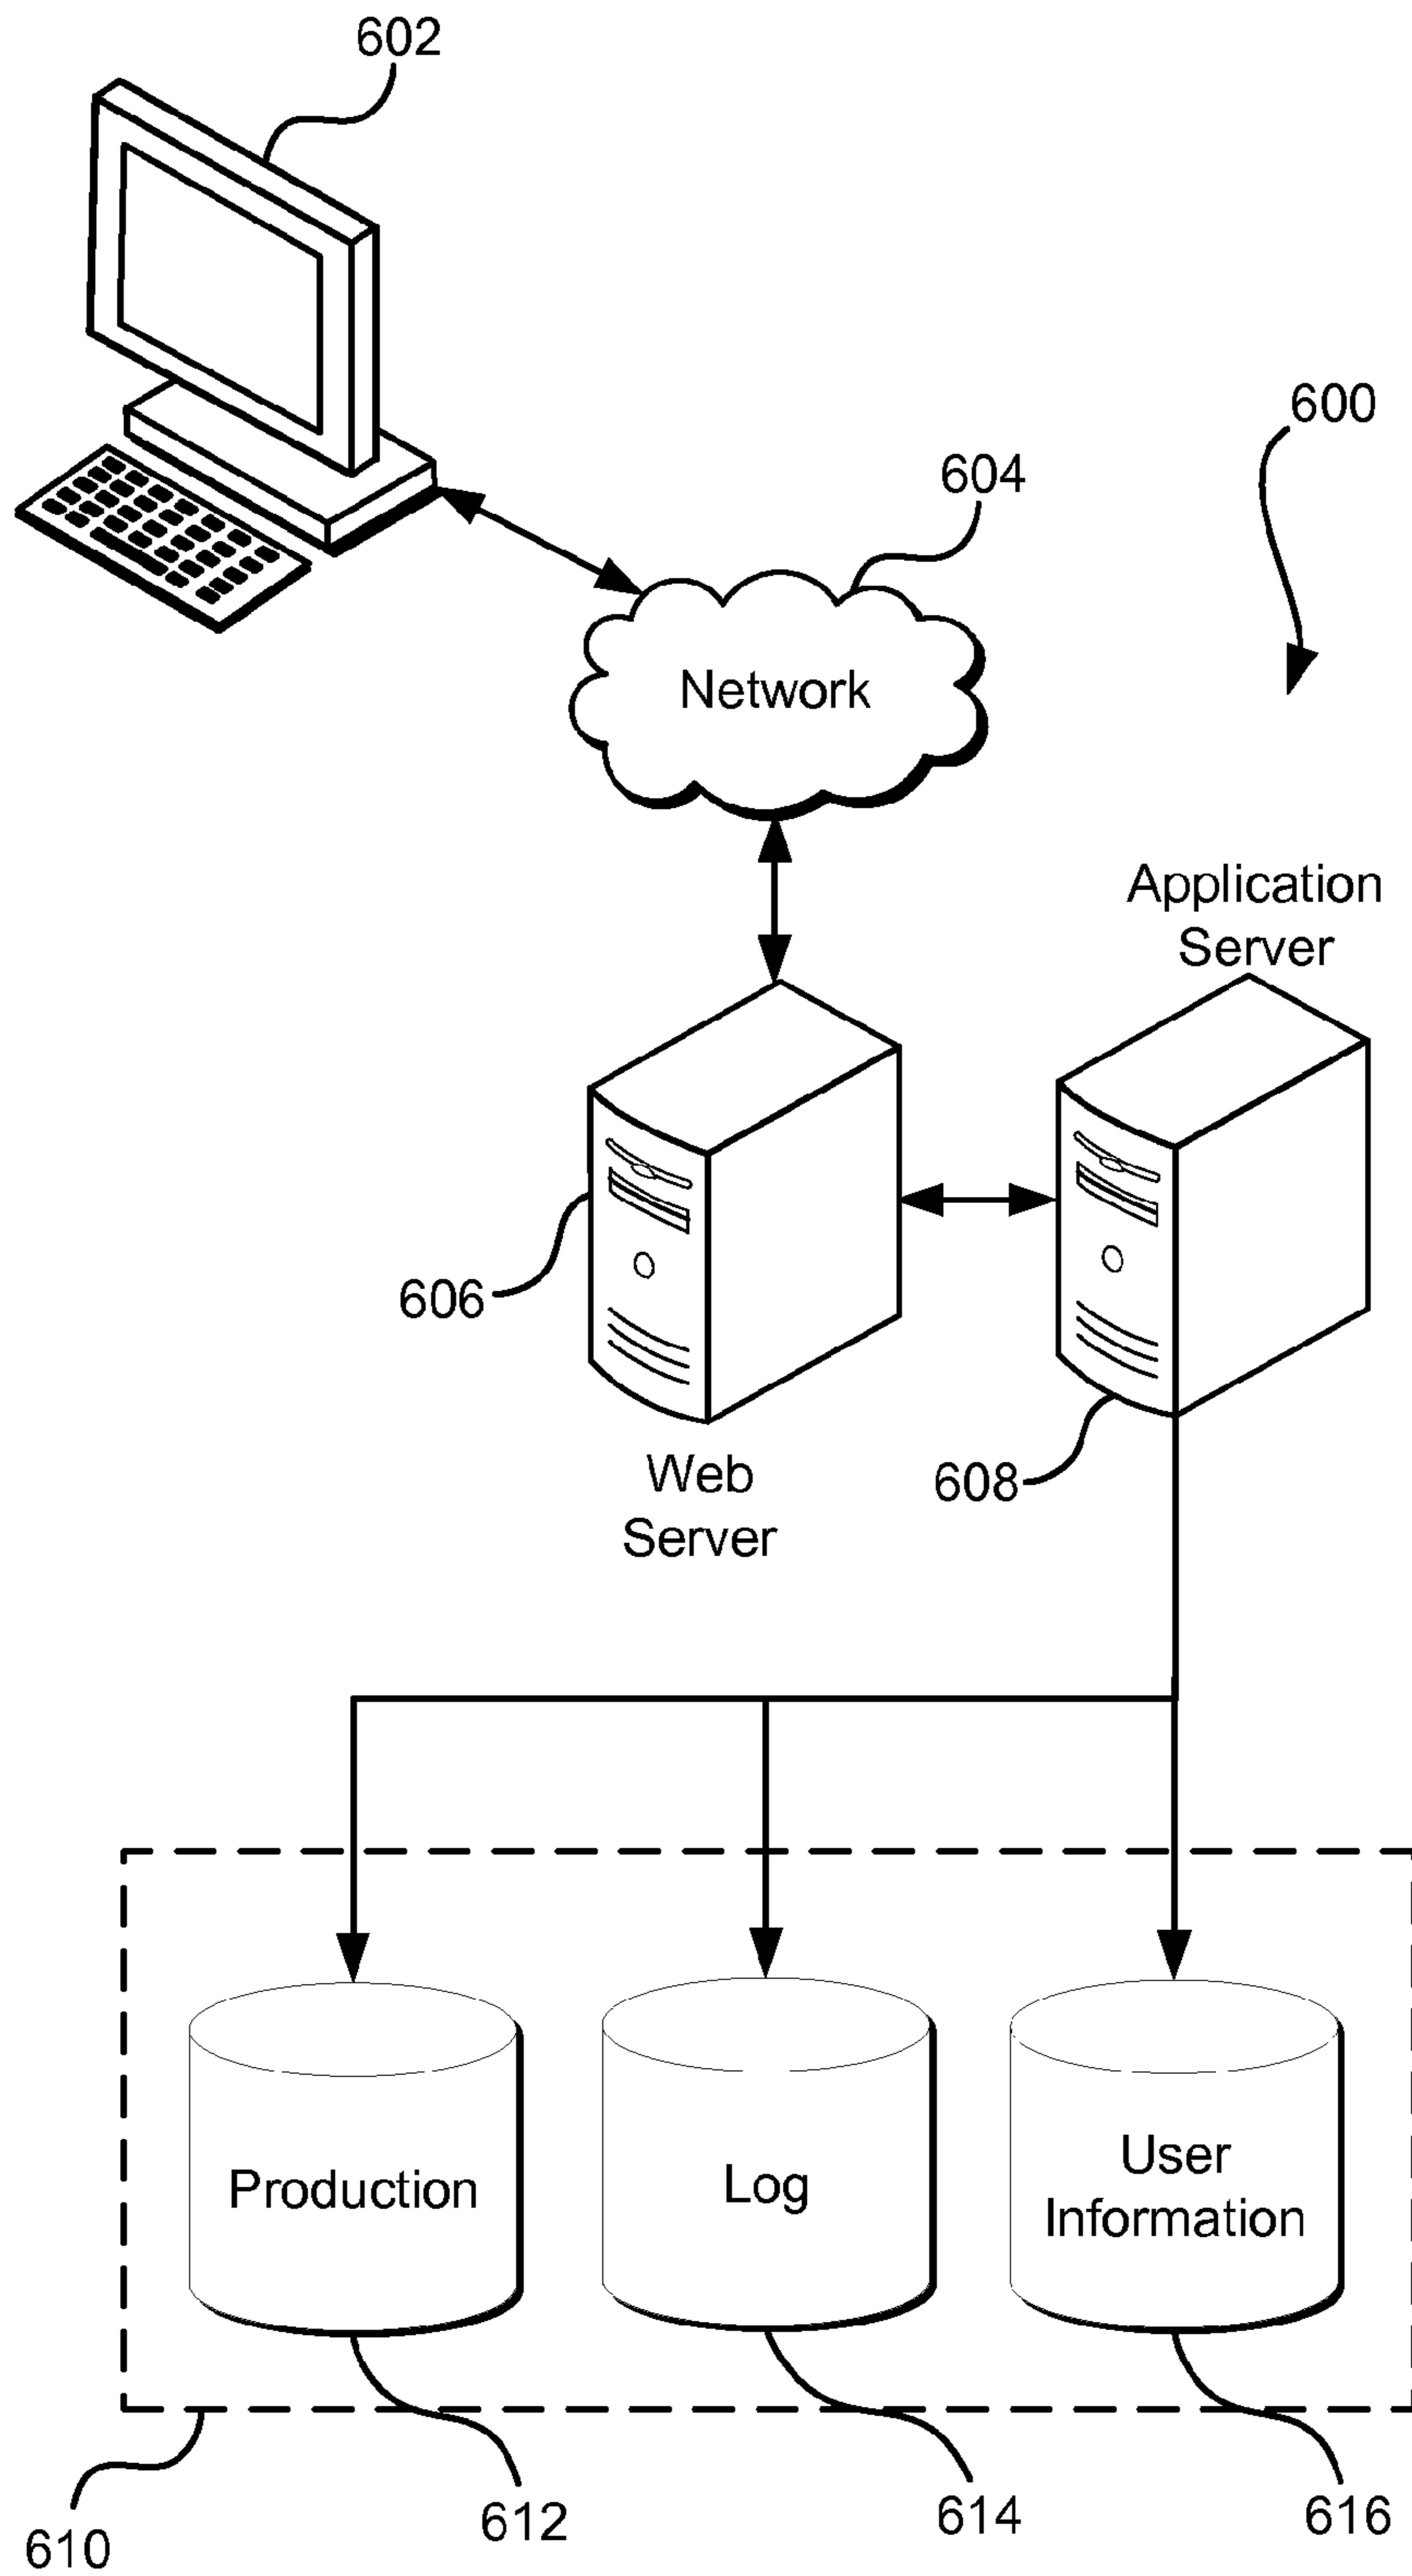 602
600
604
Network
Application
Server
606
Web
Server
608
Production
Log
User
Information
610
612
614
616